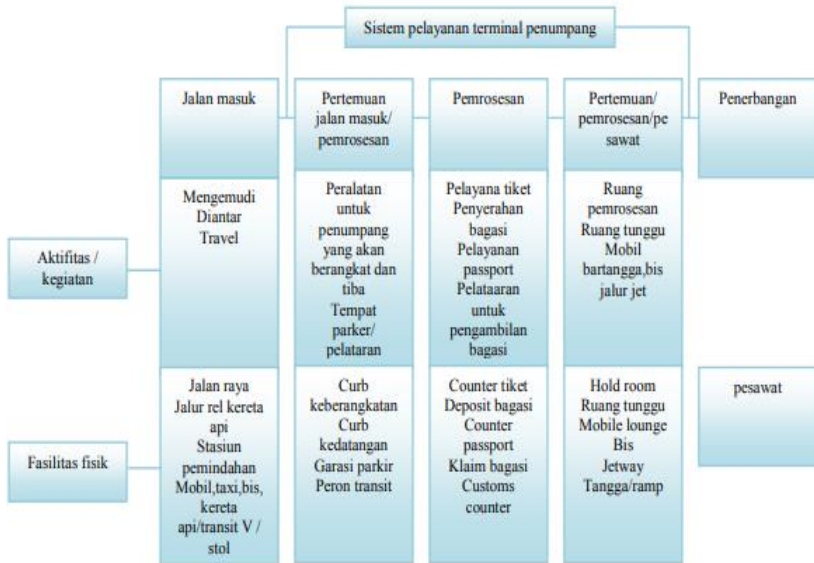 Sistem pelayanan terminal penumpang
Jalan masuk
Pertemuan
jalan masuk/
pemrosesan
Pemrosesan
Pertemuan/
pemrosesan/pe
sawat
Penerbangan
Aktifitas /
kegiatan
Mengemudi
Diantar
Travel
Peralatan
untuk
penumpang
yang akan
berangkat dan
tiba
Tempat
parker/
pelataran
Pelayana tiket
Penyerahan
bagasi
Pelayanan
passport
Pelataaran
untuk
pengambilan
bagasi
Ruang
pemrosesan
Ruang tunggu
Mobil
bartangga,bis
jalur jet
Fasilitas fisik
Jalan raya
Jalur rel kereta
api
Stasiun
pemindahan
Mobil,taxi,bis,
kereta
api/transit V /
stol
Curb
keberangkatan
Curb
kedatangan
Garasi parkir
Peron transit
Counter tiket
Deposit bagasi
Counter
passport
Klaim bagasi
Customs
counter
Hold room
Ruang tunggu
Mobile lounge
Bis
Jetway
Tangga/ramp
pesawat